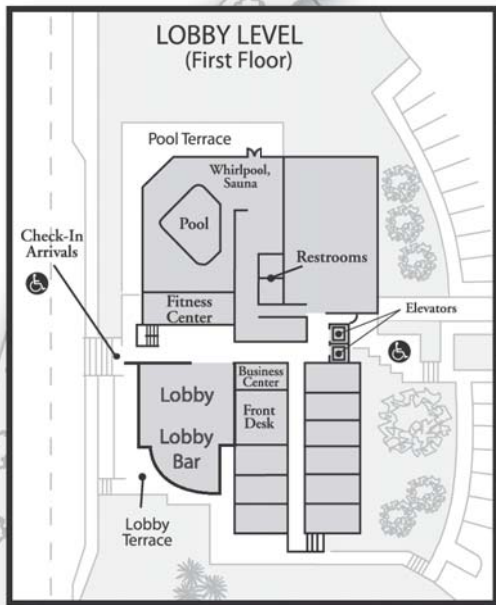 LOBBY LEVEL
(First Floor)
Pool Terrace
Whirlpool,
Sauna
Pool
Check-In
Arrivals
Restrooms
Fitness
Center
Elevators
Business
Center
Lobby
Front
Desk
Lobby
Bar
Lobby
Terrace